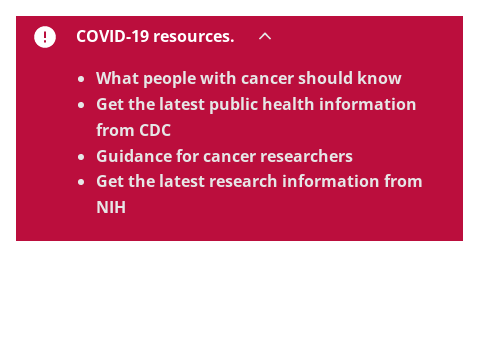 COVID-19 resources.
What people with cancer should know
Get the latest public health information
from CDC
Guidance for cancer researchers
Get the latest research information from
NIH